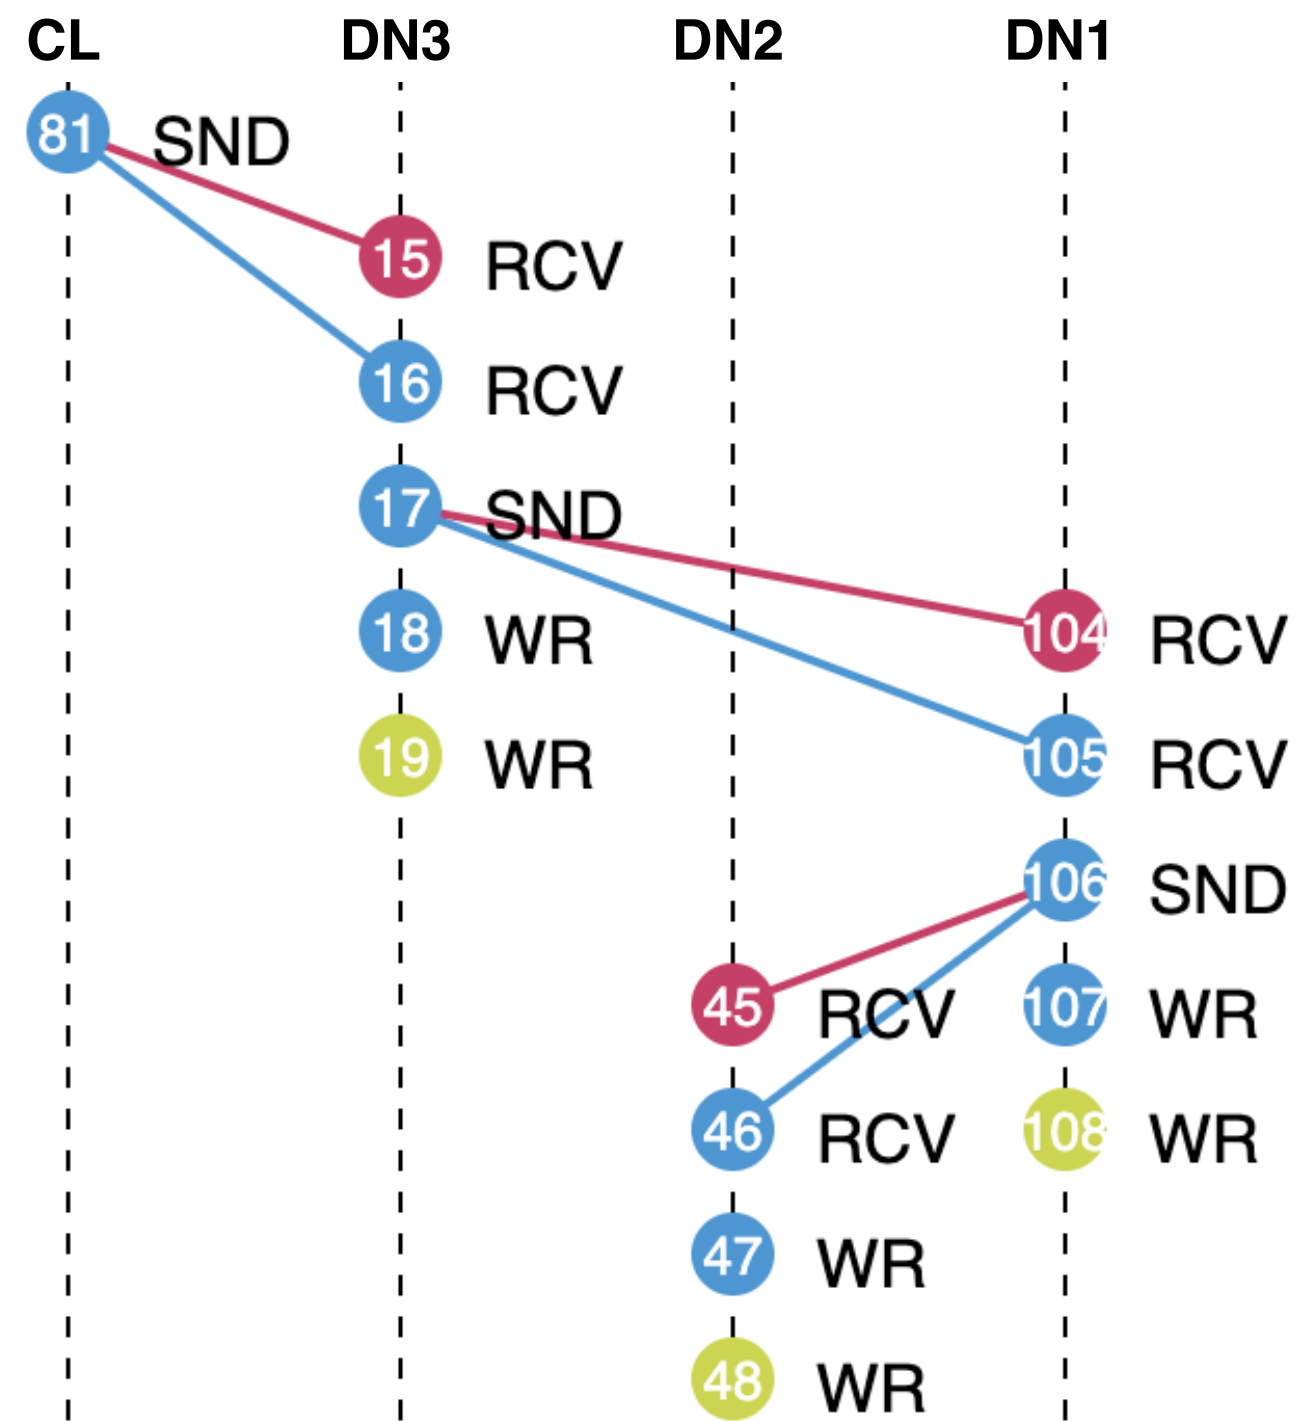 CL DN3 DN2 DN1
81 SND
15 RCV
16 RCV
17 SND
18 WR 104 RCV
19 WR 105 RCV
106 SND
45 RCV 107 WR
46 RCV 108 WR
47 WR
48 WR